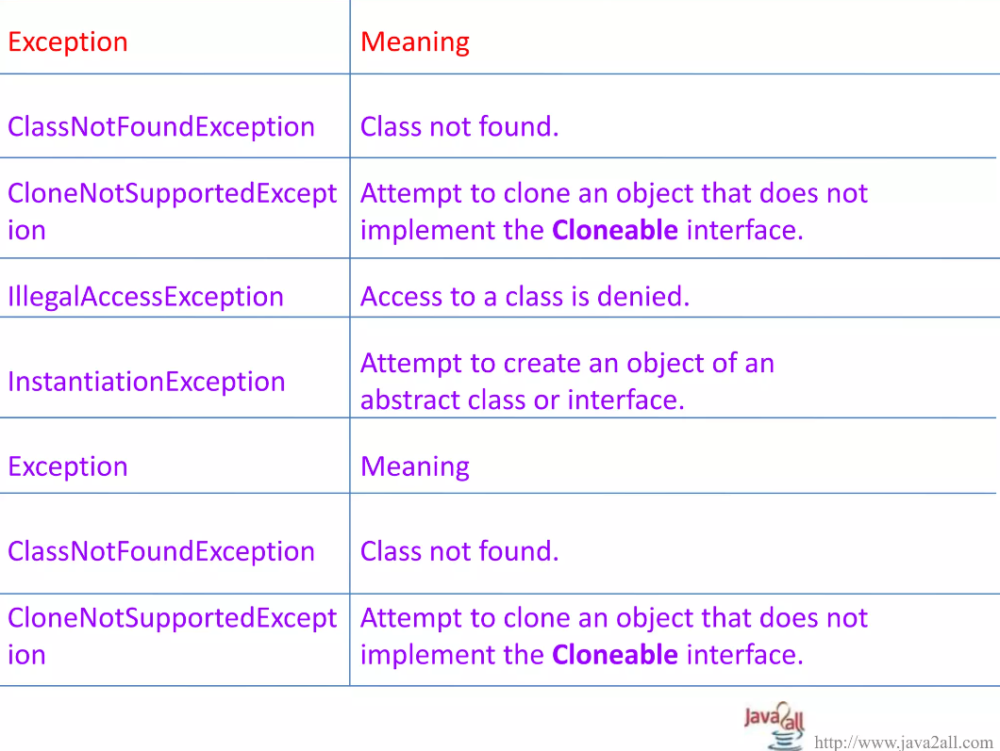 Exception Meaning
ClassNotFoundException Class not found.
CloneNotSupportedExcept Attempt to clone an object that does not
ion implement the Cloneable interface.
IllegalAccessException Access to a class is denied.
Attempt to create an object of an
InstantiationException
abstract class or interface.
Exception Meaning
ClassNotFoundException Class not found.
CloneNotSupportedExcept Attempt to clone an object that does not
ion implement the Cloneable interface.
Java2all
http://www.java2all.com